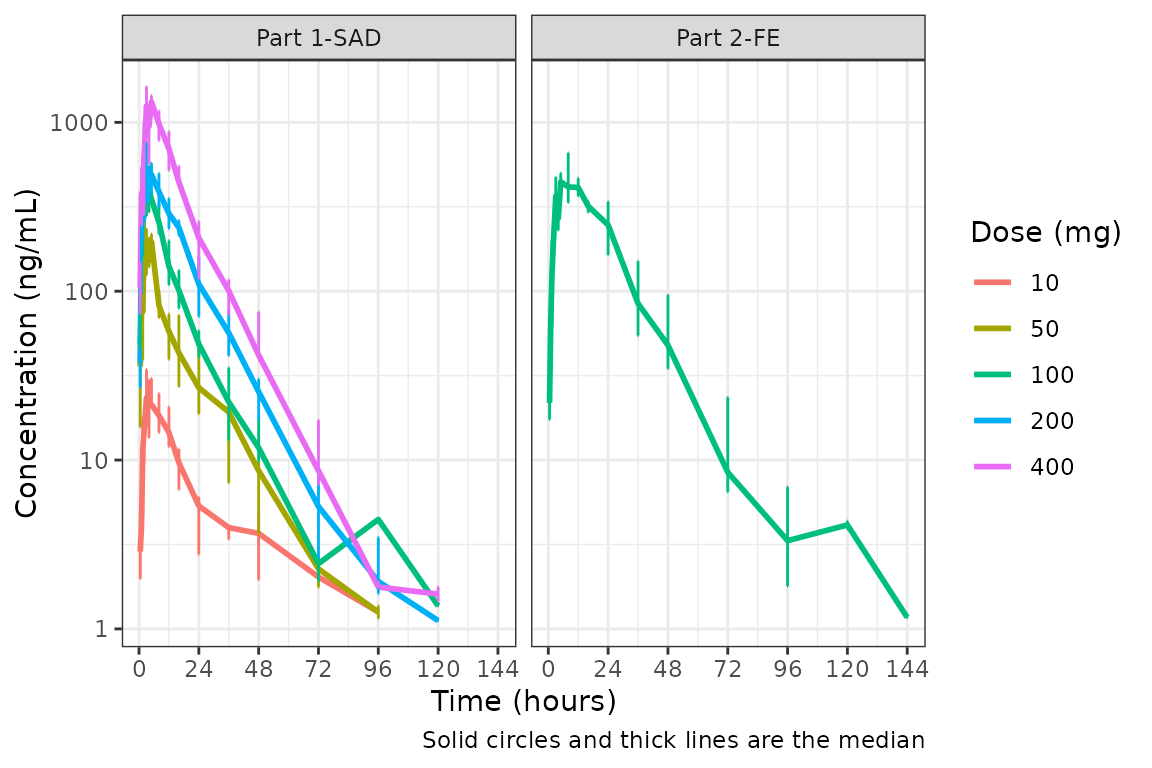 Part 1-SAD
Part 2-FE
Concentration (ng/mL)
1000
100
10
1
0 24 48 72 96 120 144
0 24 48 72 96 120 144
Time (hours)
Solid circles and thick lines are the median
Dose (mg)
10
50
100
200
400